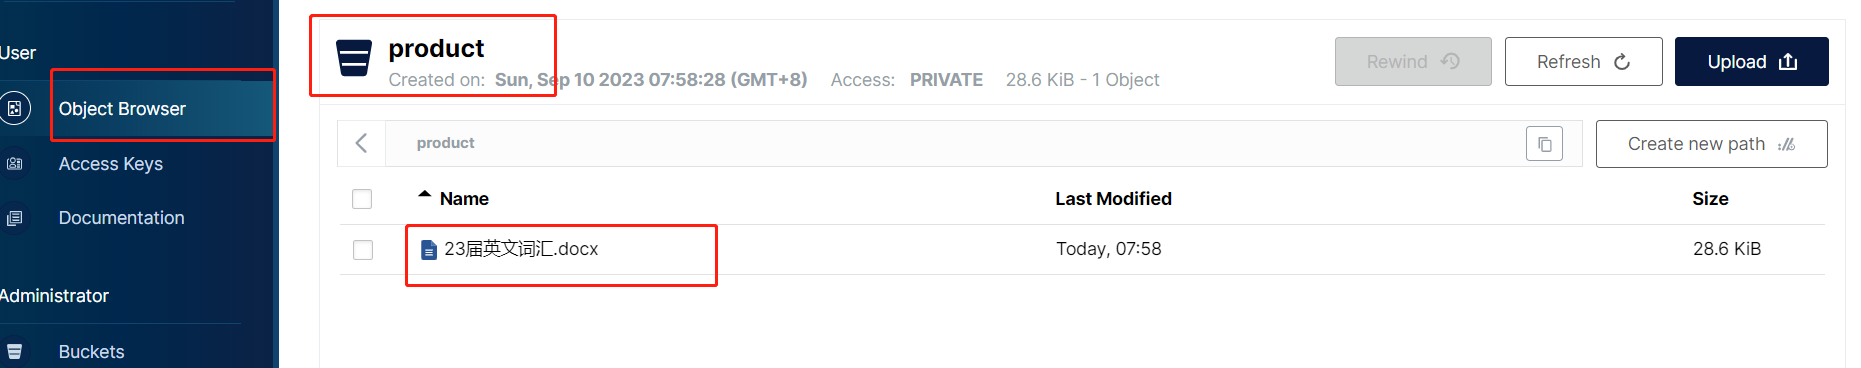 User
Object Browser
Access Keys
Documentation
Administrator
Buckets
product
Created on: Sun, Sep 10 2023 07:58:28 (GMT+8) Access: PRIVATE 28.6 KiB - 1 Object
Rewind
Refresh
Upload
product
Create new path
Name Last Modified Size
23届英文词汇.docx Today, 07:58 28.6 KiB